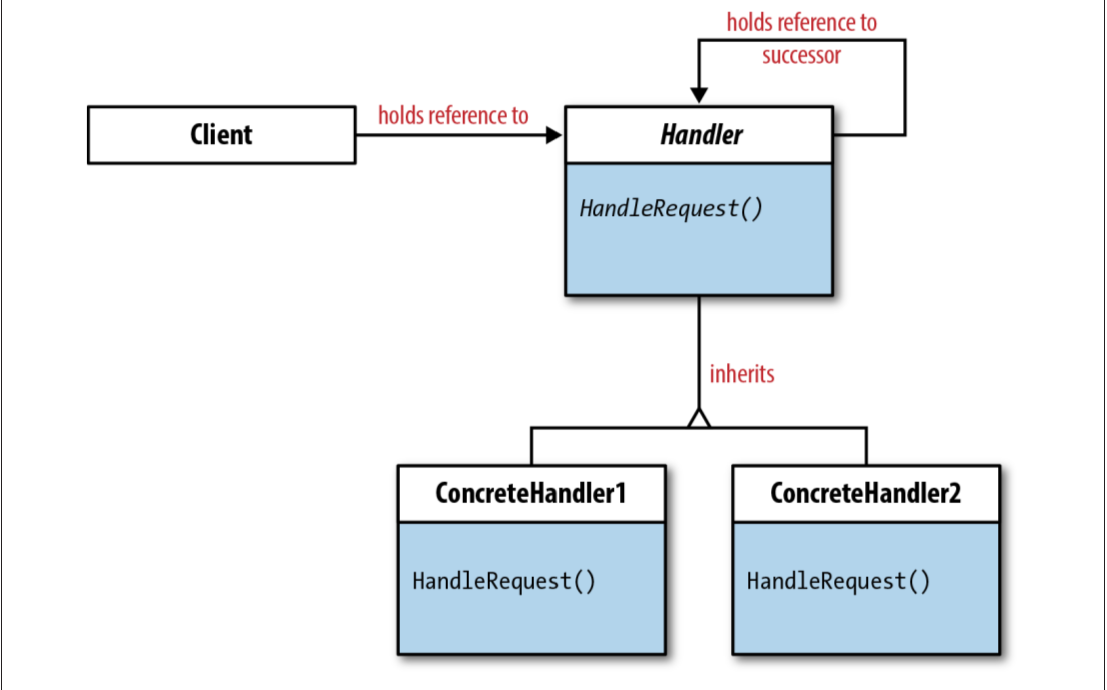 holds reference to
successor
Client
holds reference to
Handler
HandleRequest()
inherits
ConcreteHandler1
ConcreteHandler2
HandleRequest()
HandleRequest()